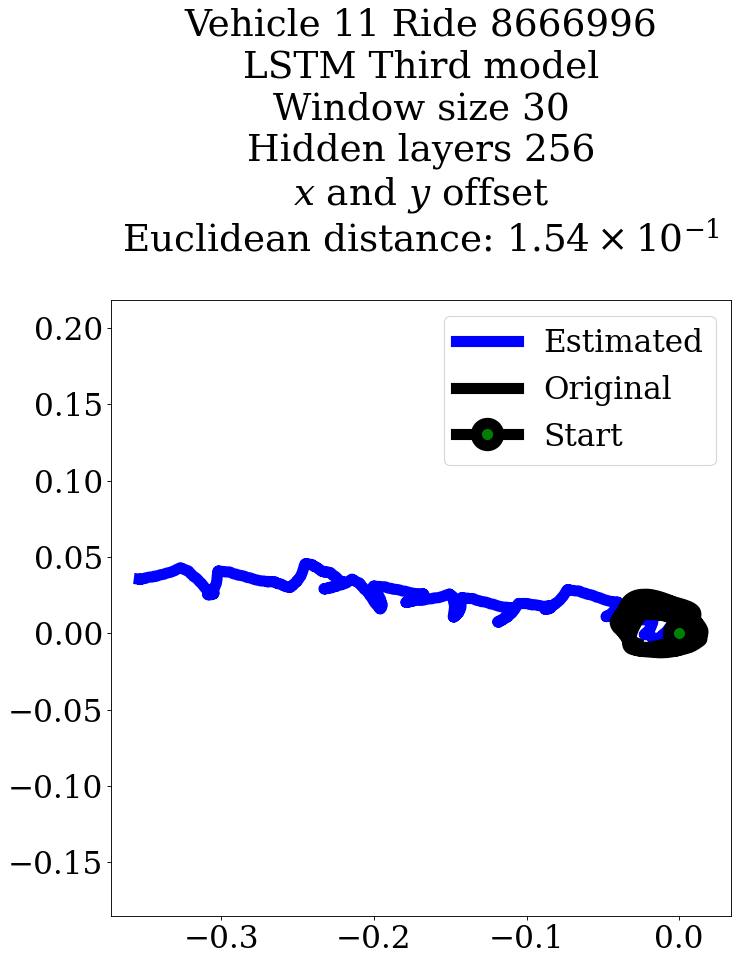 Vehicle 11 Ride 8666996
LSTM Third model
Window size 30
Hidden layers 256
x and y offset
Euclidean distance: 1.54 × 10⁻¹
Estimated
Original
Start
0.20
0.15
0.10
0.05
0.00
−0.05
−0.10
−0.15
−0.3 −0.2 −0.1 0.0